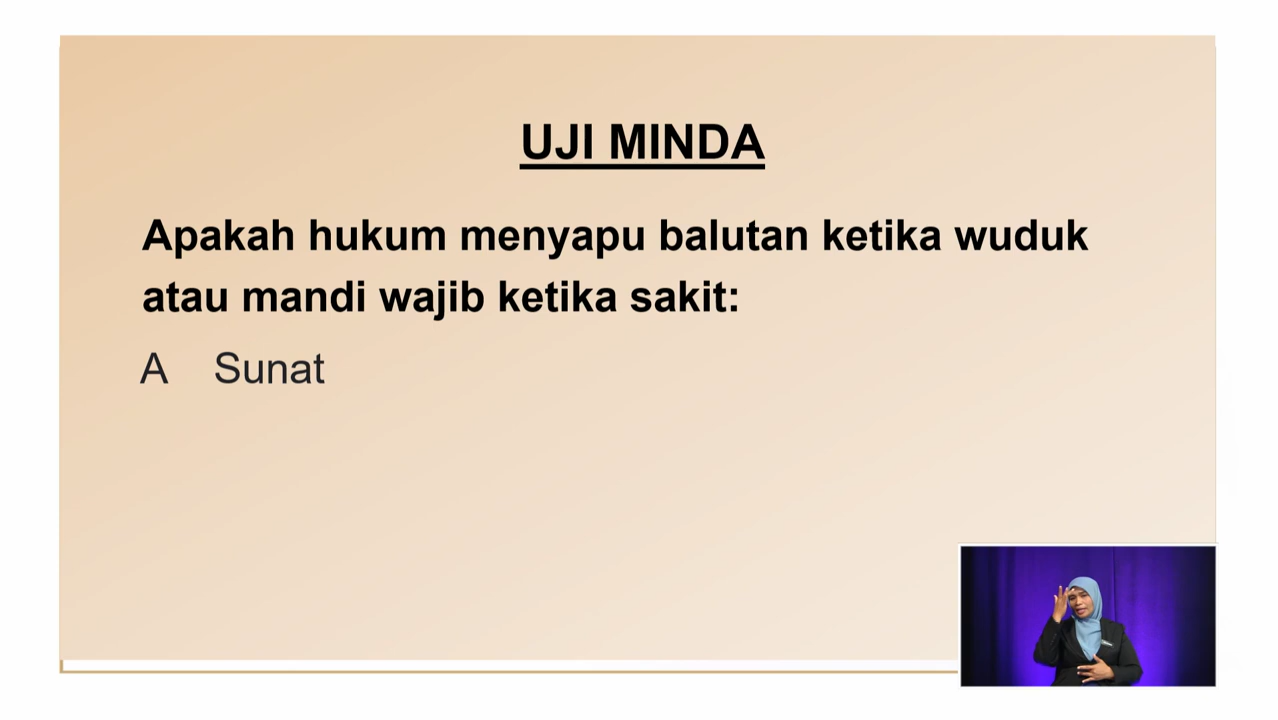 UJI MINDA
Apakah hukum menyapu balutan ketika wuduk
atau mandi wajib ketika sakit:
A Sunat